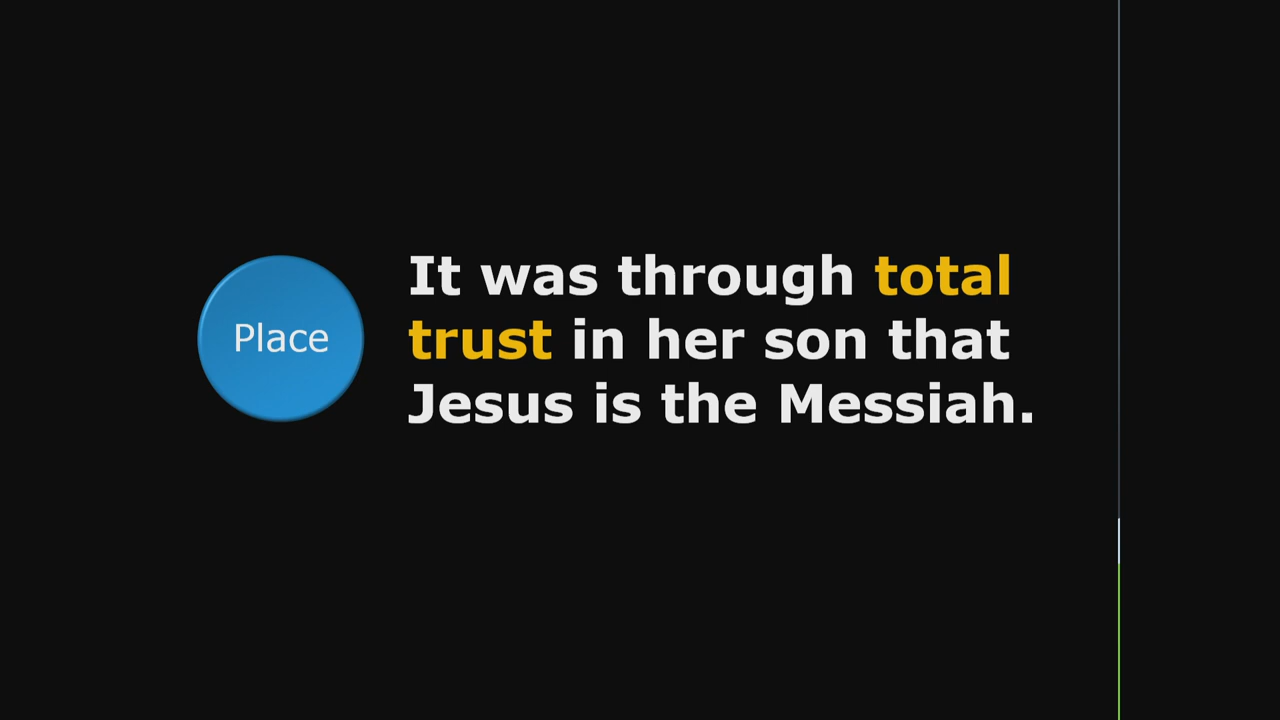 Place
It was through total
trust in her son that
Jesus is the Messiah.